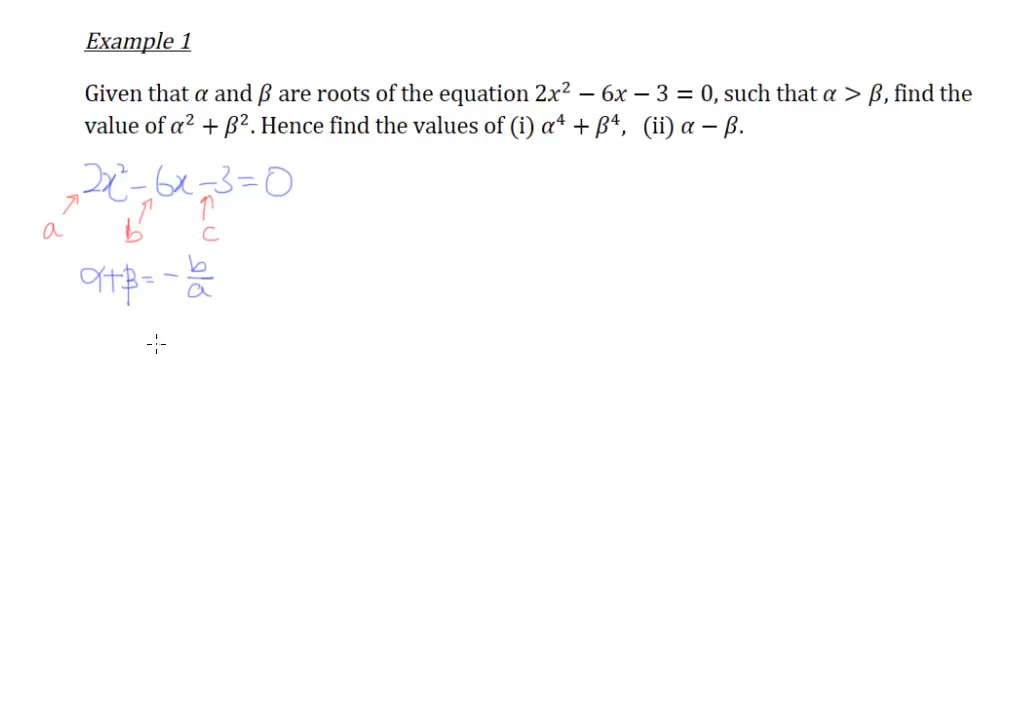 Example 1
Given that α and β are roots of the equation 2x² − 6x − 3 = 0, such that α > β, find the
value of α² + β². Hence find the values of (i) α⁴ + β⁴, (ii) α − β.
2x² − 6x − 3 = 0
a b c
α+β = − b/a